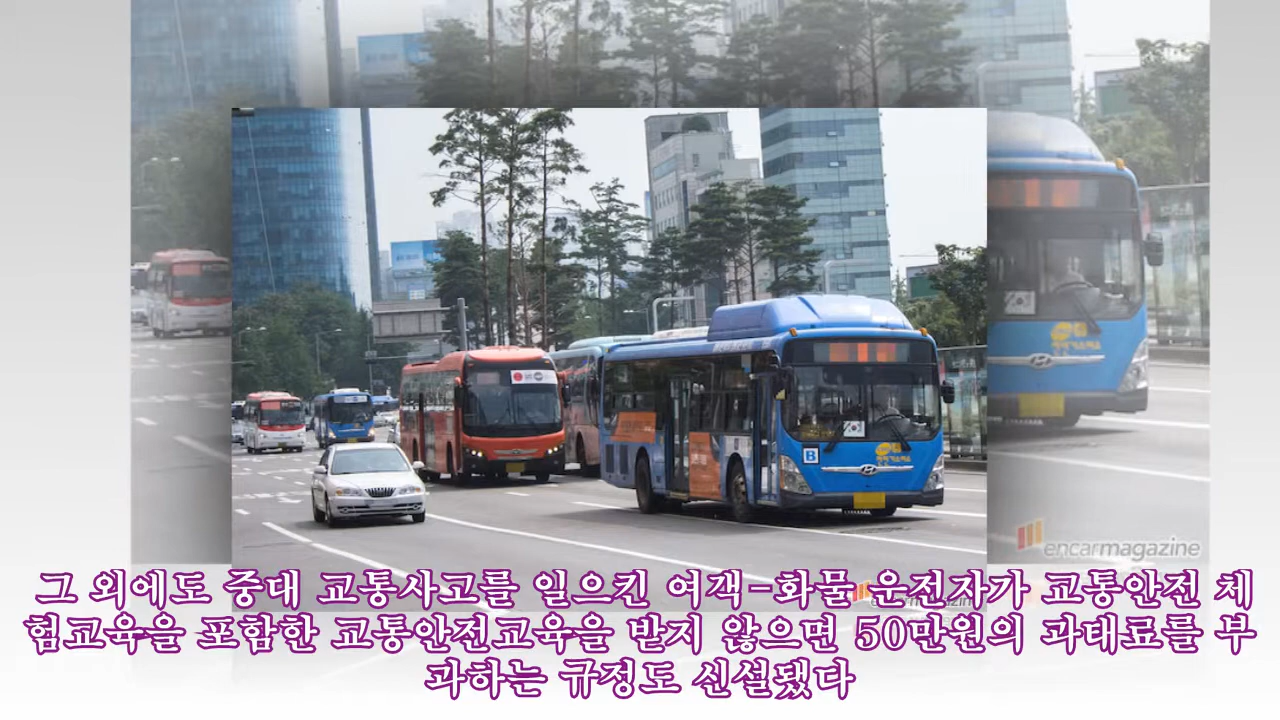 B
encarmagazine
그 외에도 중대 교통사고를 일으킨 여객-화물 운전자가 교통안전 체
험교육을 포함한 교통안전교육을 받지 않으면 50만원의 과태료를 부
과하는 규정도 신설됐다